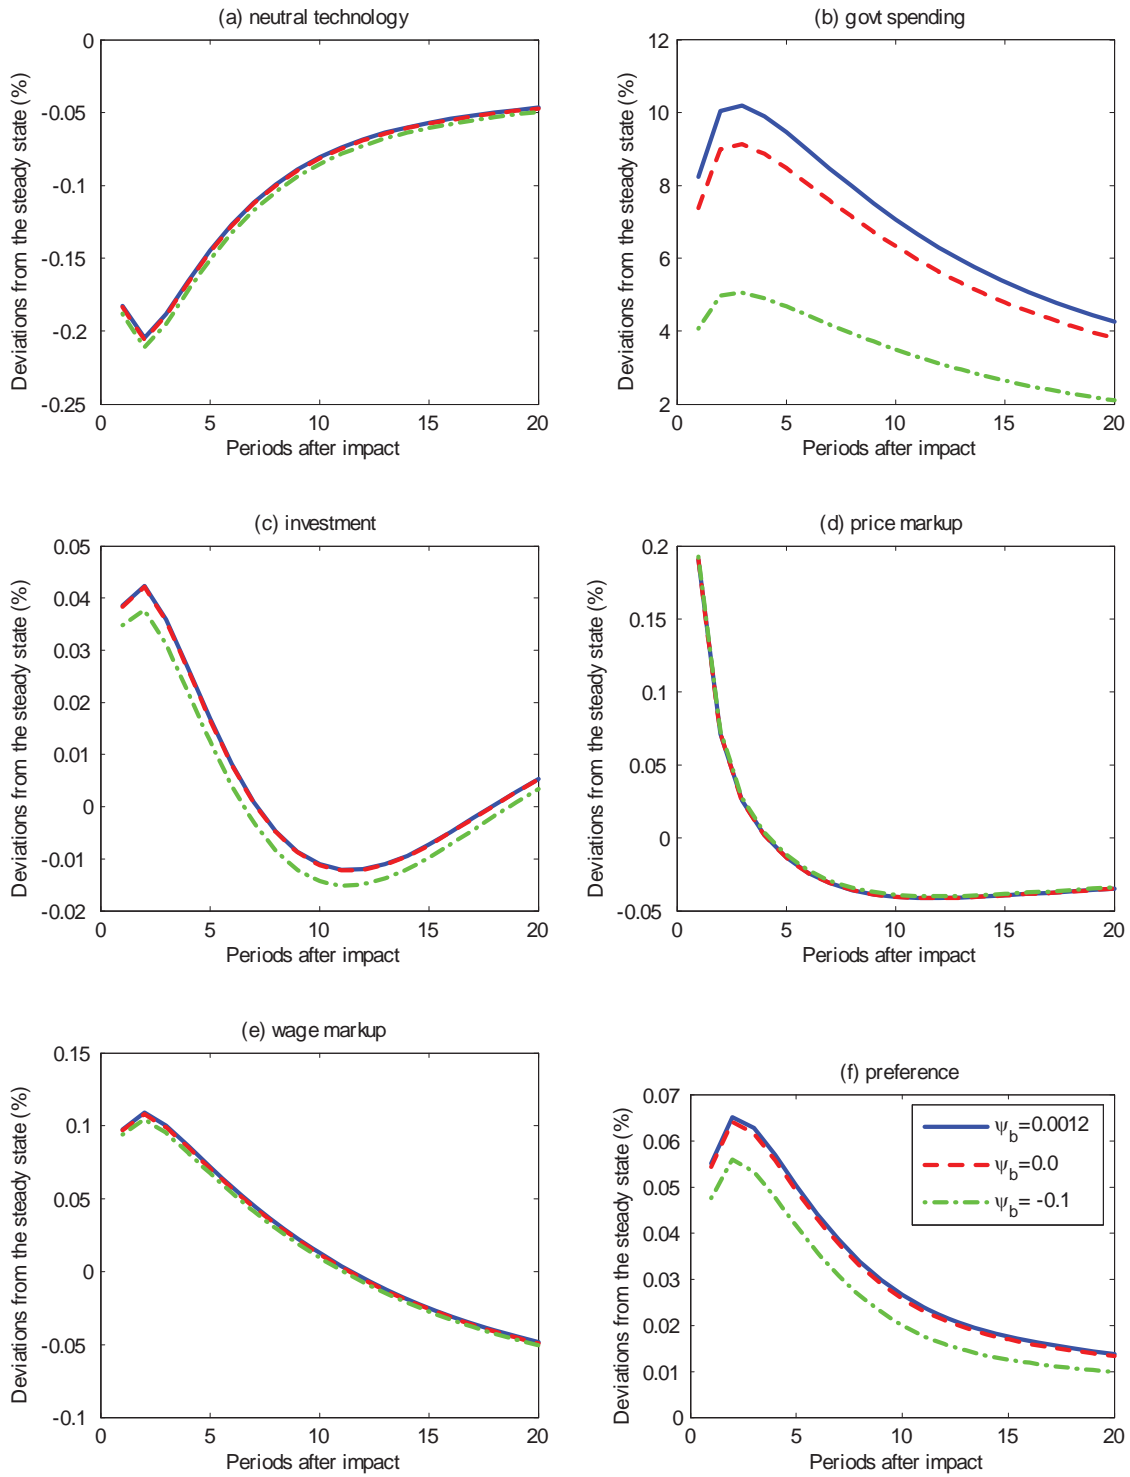 (a) neutral technology
Deviations from the steady state (%)
0
-0.05
-0.1
-0.15
-0.2
-0.25
0 5 10 15 20
Periods after impact
(b) govt spending
Deviations from the steady state (%)
12
10
8
6
4
2
0 5 10 15 20
Periods after impact
(c) investment
Deviations from the steady state (%)
0.05
0.04
0.03
0.02
0.01
0
-0.01
-0.02
0 5 10 15 20
Periods after impact
(d) price markup
Deviations from the steady state (%)
0.2
0.15
0.1
0.05
0
-0.05
0 5 10 15 20
Periods after impact
(e) wage markup
Deviations from the steady state (%)
0.15
0.1
0.05
0
-0.05
-0.1
0 5 10 15 20
Periods after impact
(f) preference
Deviations from the steady state (%)
0.07
0.06
0.05
0.04
0.03
0.02
0.01
0
0 5 10 15 20
Periods after impact
ψ_b=0.0012
ψ_b=0.0
ψ_b= -0.1